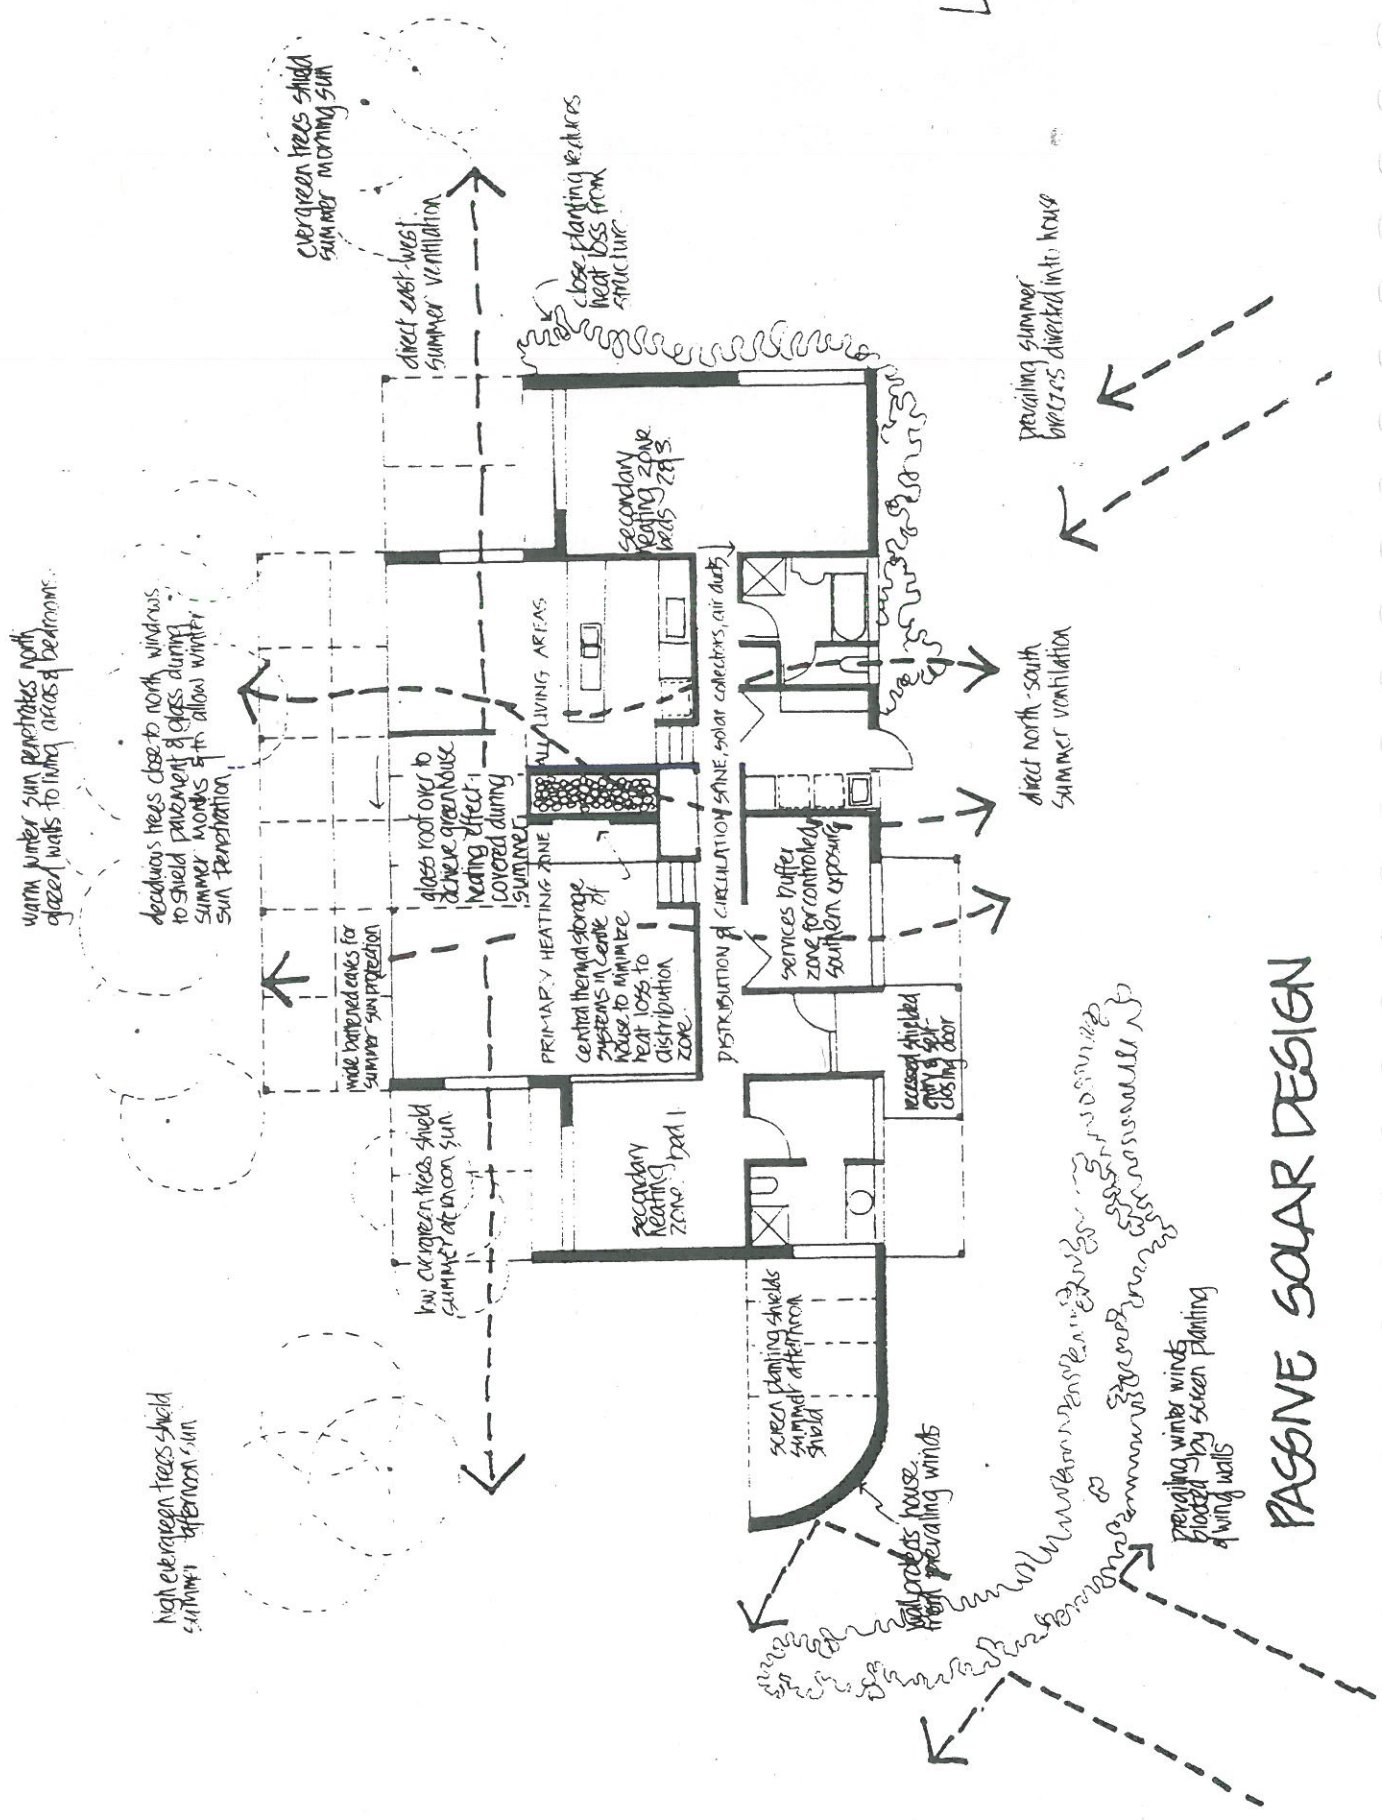 warm winter sun penetrates north
glazed walls to living areas & bedrooms.
deciduous trees close to north windows
to shield pavement & glass during
summer months & to allow winter
sun penetration
evergreen trees shield
summer morning sun
direct east-west
summer ventilation
close planting reduces
heat loss from
structure.
high evergreen trees shield
summer afternoon sun
low evergreen trees shield
summer afternoon sun.
wide battened eaves for
summer sun protection
glass roof over to
achieve greenhouse
heating effect -
covered during
summer
ALL LIVING AREAS
PRIMARY HEATING ZONE
central thermal storage
systems in centre of
house to minimize
heat loss to
distribution
zone.
secondary
heating zone
beds 2 & 3.
secondary
heating
zone: bed 1.
DISTRIBUTION & CIRCULATION SPINE, solar collectors, air ducts
services buffer
zone for controlled
southern exposure
recessed shielded
entry & self-
closing door
screen planting shields
summer afternoon
shield
wall protects house
from prevailing winds
prevailing winter winds
blocked by screen planting
& wing walls
direct north-south
summer ventilation
prevailing summer
breezes directed into house
PASSIVE SOLAR DESIGN